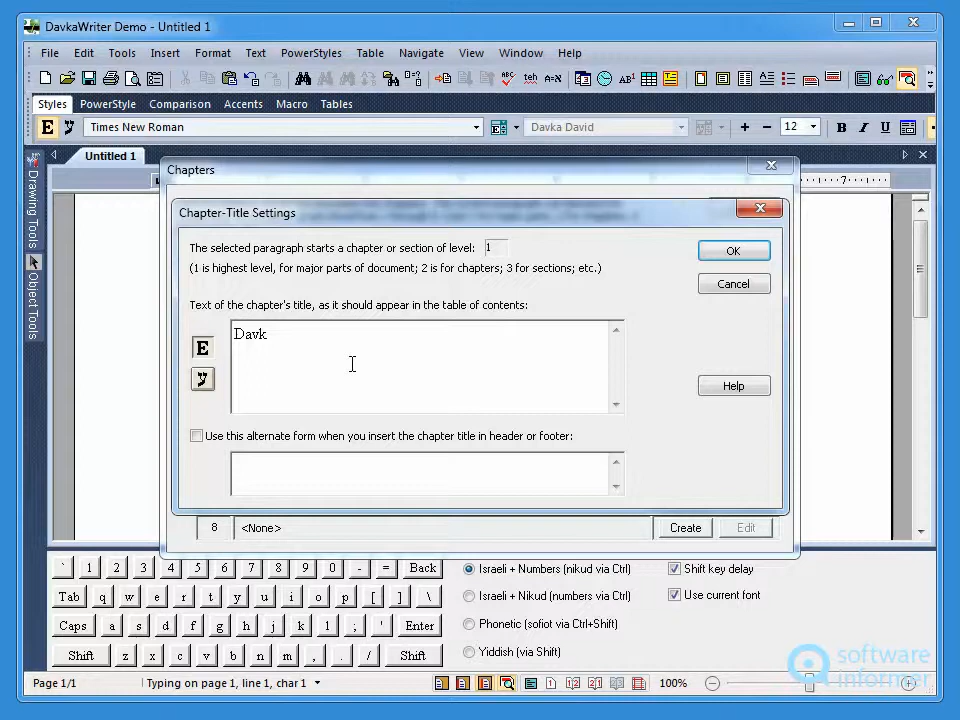 DavkaWriter Demo - Untitled 1
File Edit Tools Insert Format Text PowerStyles Table Navigate View Window Help
Styles PowerStyle Comparison Accents Macro Tables
E ע Times New Roman Davka David + − 12 B I U
Untitled 1
Drawing Tools
Object Tools
7
Chapters
Chapter-Title Settings
The selected paragraph starts a chapter or section of level: 1
(1 is highest level, for major parts of document; 2 is for chapters; 3 for sections; etc.)
OK
Cancel
Text of the chapter's title, as it should appear in the table of contents:
E
ע
Davk
Help
Use this alternate form when you insert the chapter title in header or footer:
8 <None> Create Edit
` 1 2 3 4 5 6 7 8 9 0 - = Back
Tab q w e r t y u i o p [ ] \
Caps a s d f g h j k l ; ' Enter
Shift z x c v b n m , . / Shift
Israeli + Numbers (nikud via Ctrl)
Israeli + Nikud (numbers via Ctrl)
Phonetic (sofiot via Ctrl+Shift)
Yiddish (via Shift)
Shift key delay
Use current font
Page 1/1 Typing on page 1, line 1, char 1 100%
software
informer